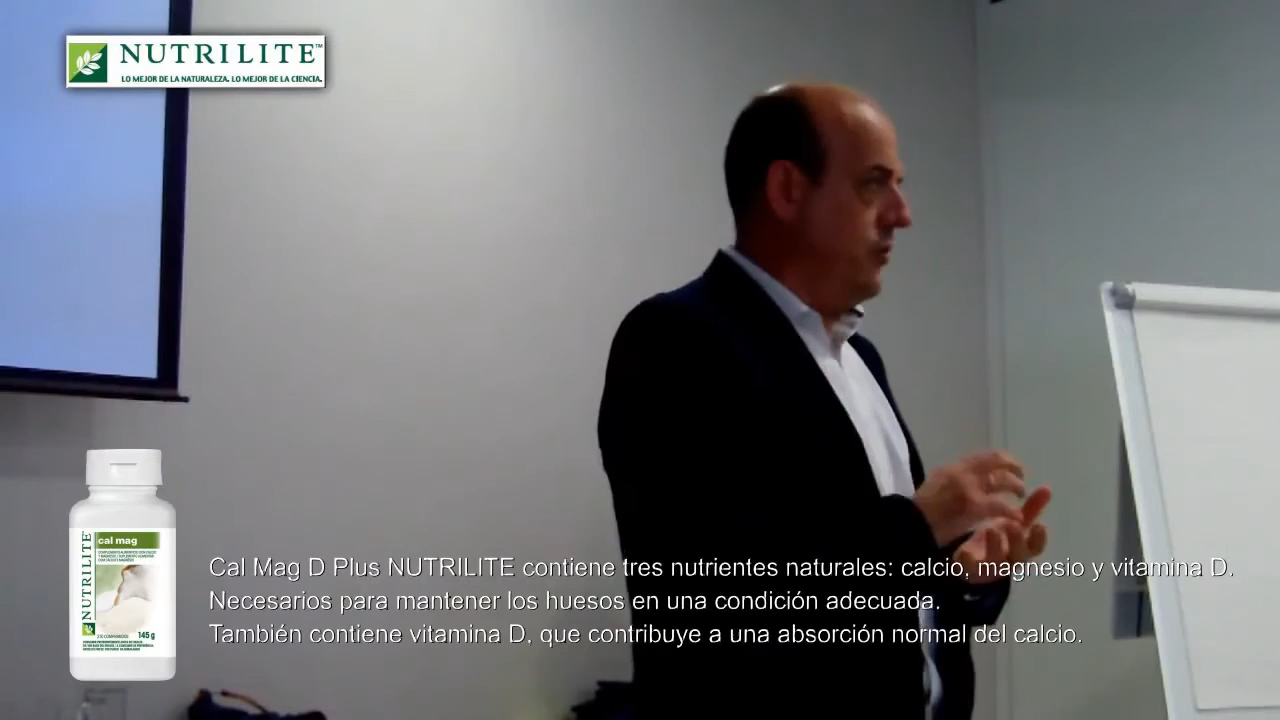 NUTRILITE™
LO MEJOR DE LA NATURALEZA. LO MEJOR DE LA CIENCIA.
NUTRILITE
cal mag
145 g
Cal Mag D Plus NUTRILITE contiene tres nutrientes naturales: calcio, magnesio y vitamina D.
Necesarios para mantener los huesos en una condición adecuada.
También contiene vitamina D, que contribuye a una absorción normal del calcio.